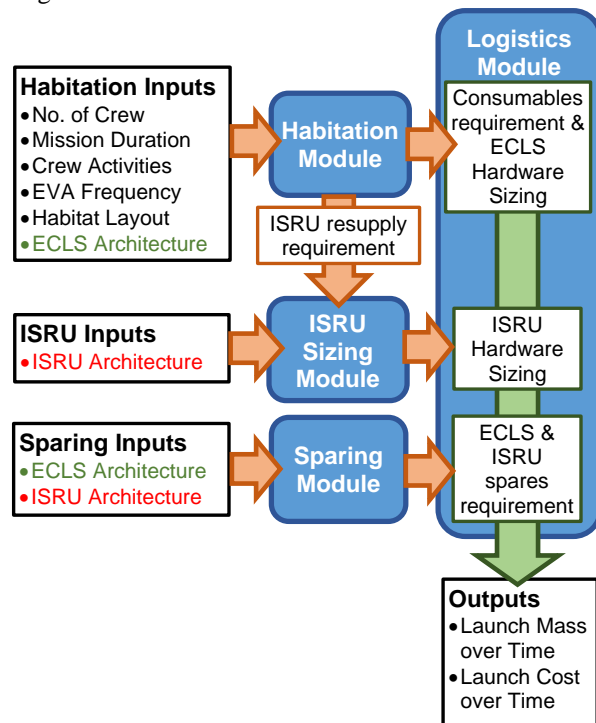 Logistics
Module
Habitation Inputs
•No. of Crew
•Mission Duration
•Crew Activities
•EVA Frequency
•Habitat Layout
•ECLS Architecture
Habitation
Module
Consumables
requirement &
ECLS
Hardware
Sizing
ISRU resupply
requirement
ISRU Inputs
•ISRU Architecture
ISRU
Sizing
Module
ISRU
Hardware
Sizing
Sparing Inputs
•ECLS Architecture
•ISRU Architecture
Sparing
Module
ECLS &
ISRU
spares
requirement
Outputs
•Launch Mass
over Time
•Launch Cost
over Time